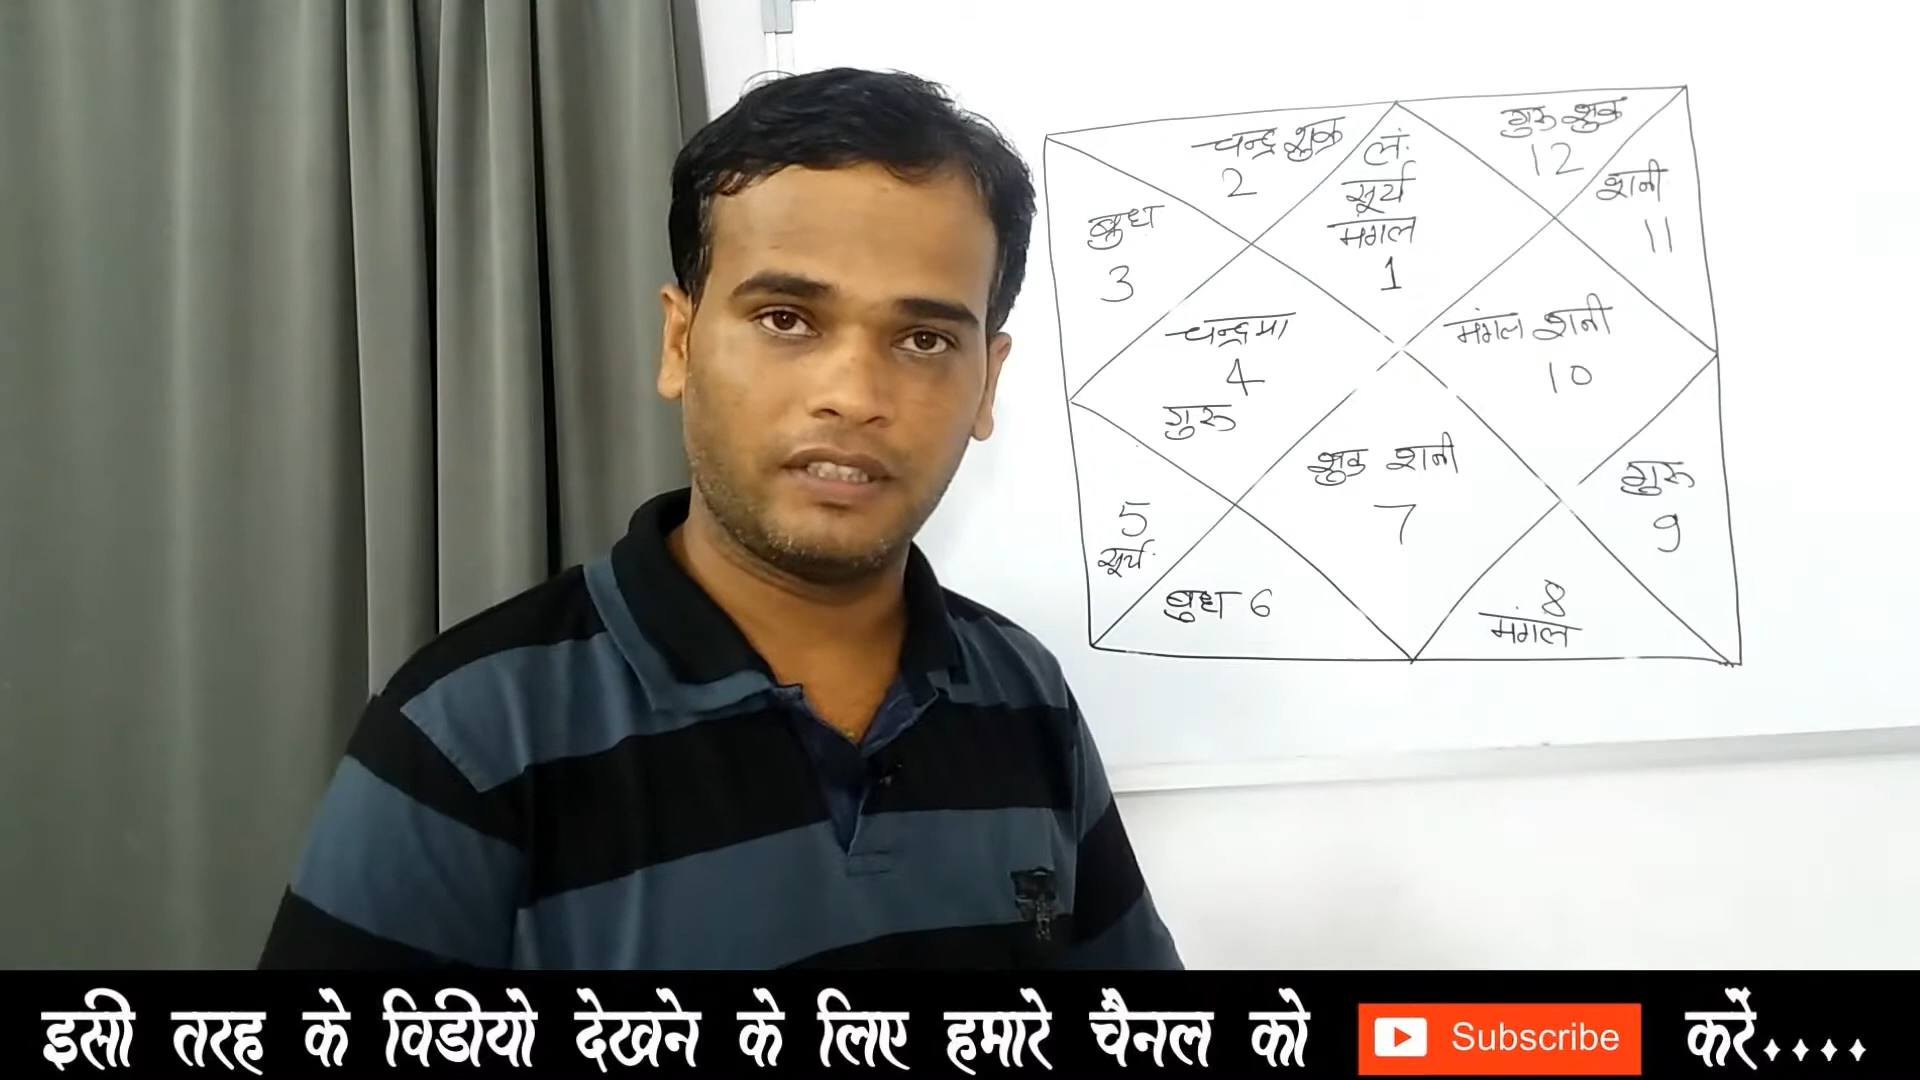 चन्द्र शुक्र
2
लं.
सूर्य
मंगल
1
गुरु शुक्र
12
शनी
11
बुध
3
चन्द्रमा
4
गुरु
मंगल शनी
10
शुक्र शनी
7
गुरु
9
5
सूर्य
बुध 6
8
मंगल
इसी तरह के विडीयो देखने के लिए हमारे चैनल को Subscribe करें....